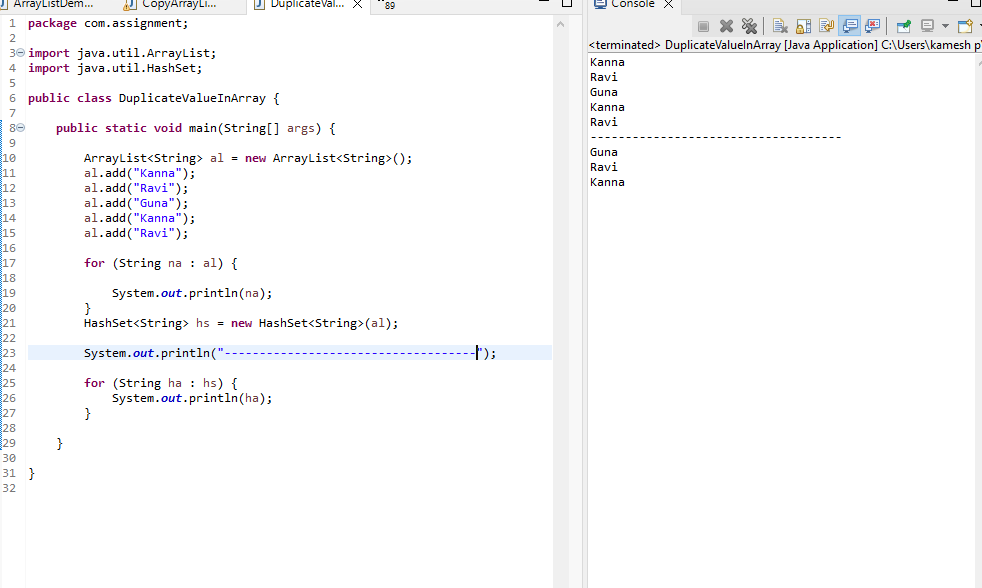 ArrayListDem...
CopyArrayLi...
DuplicateVal...
89
1 package com.assignment;
2
3 import java.util.ArrayList;
4 import java.util.HashSet;
5
6 public class DuplicateValueInArray {
7
8 public static void main(String[] args) {
9
10 ArrayList<String> al = new ArrayList<String>();
11 al.add("Kanna");
12 al.add("Ravi");
13 al.add("Guna");
14 al.add("Kanna");
15 al.add("Ravi");
16
17 for (String na : al) {
18
19 System.out.println(na);
20 }
21 HashSet<String> hs = new HashSet<String>(al);
22
23 System.out.println("------------------------------------");
24
25 for (String ha : hs) {
26 System.out.println(ha);
27 }
28
29 }
30
31 }
32
Console
<terminated> DuplicateValueInArray [Java Application] C:\Users\kamesh p\
Kanna
Ravi
Guna
Kanna
Ravi
------------------------------------
Guna
Ravi
Kanna